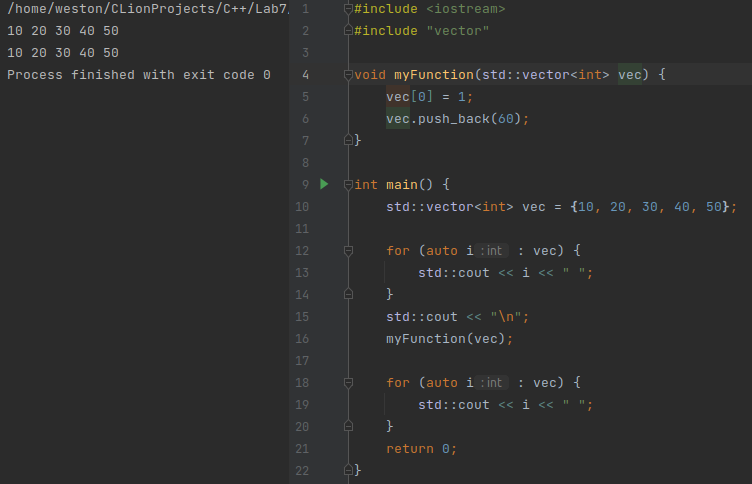 /home/weston/CLionProjects/C++/Lab7/
10 20 30 40 50
10 20 30 40 50
Process finished with exit code 0
1 #include <iostream>
2 #include "vector"
3
4 void myFunction(std::vector<int> vec) {
5     vec[0] = 1;
6     vec.push_back(60);
7 }
8
9 int main() {
10     std::vector<int> vec = {10, 20, 30, 40, 50};
11
12     for (auto i : int : vec) {
13         std::cout << i << " ";
14     }
15     std::cout << "\n";
16     myFunction(vec);
17
18     for (auto i : int : vec) {
19         std::cout << i << " ";
20     }
21     return 0;
22 }